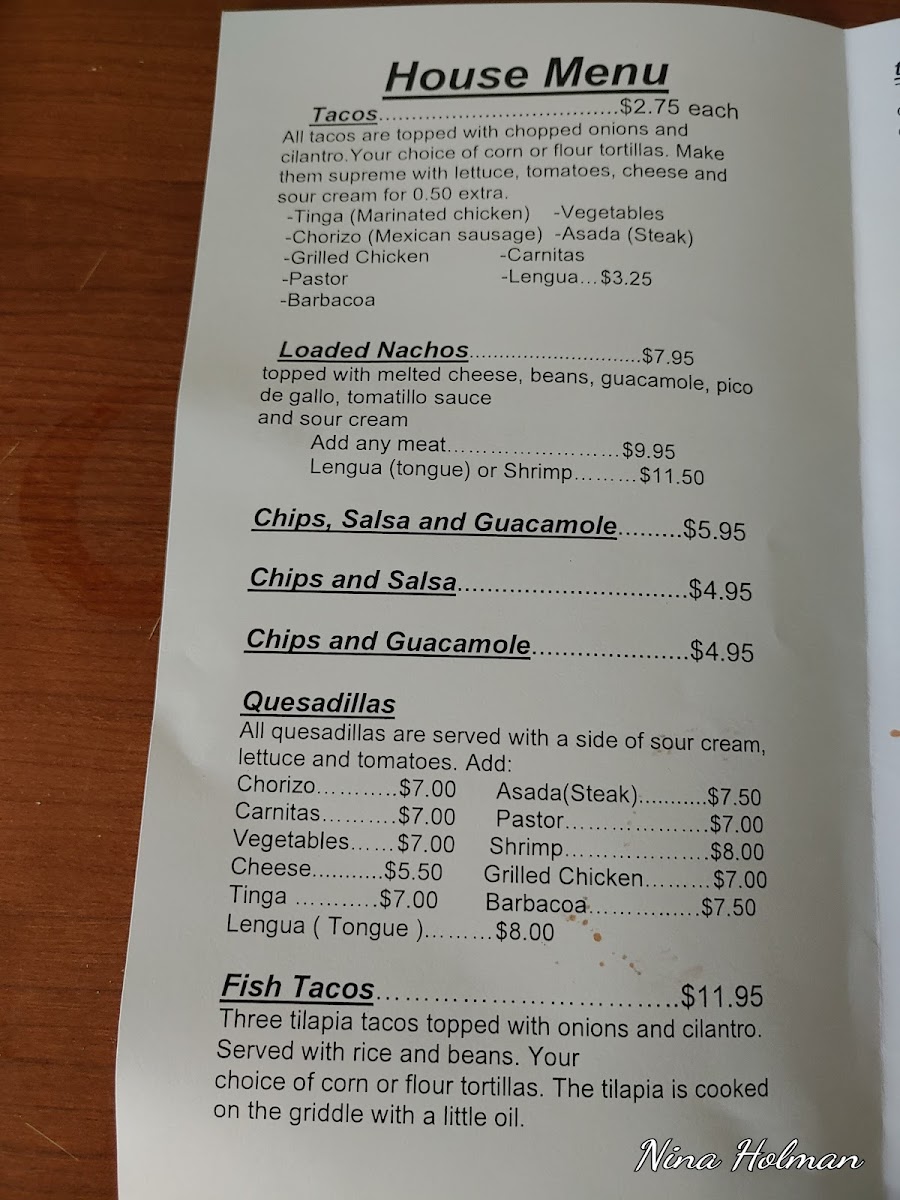 House Menu
Tacos....................................$2.75 each
All tacos are topped with chopped onions and
cilantro.Your choice of corn or flour tortillas. Make
them supreme with lettuce, tomatoes, cheese and
sour cream for 0.50 extra.
-Tinga (Marinated chicken) -Vegetables
-Chorizo (Mexican sausage) -Asada (Steak)
-Grilled Chicken -Carnitas
-Pastor -Lengua...$3.25
-Barbacoa
Loaded Nachos..............................$7.95
topped with melted cheese, beans, guacamole, pico
de gallo, tomatillo sauce
and sour cream
Add any meat........................$9.95
Lengua (tongue) or Shrimp.........$11.50
Chips, Salsa and Guacamole.........$5.95
Chips and Salsa................................$4.95
Chips and Guacamole......................$4.95
Quesadillas
All quesadillas are served with a side of sour cream,
lettuce and tomatoes. Add:
Chorizo...........$7.00 Asada(Steak)...........$7.50
Carnitas..........$7.00 Pastor.....................$7.00
Vegetables......$7.00 Shrimp.....................$8.00
Cheese...........$5.50 Grilled Chicken.........$7.00
Tinga ...........$7.00 Barbacoa.................$7.50
Lengua ( Tongue ).........$8.00
Fish Tacos.....................................$11.95
Three tilapia tacos topped with onions and cilantro.
Served with rice and beans. Your
choice of corn or flour tortillas. The tilapia is cooked
on the griddle with a little oil.
Nina Holman